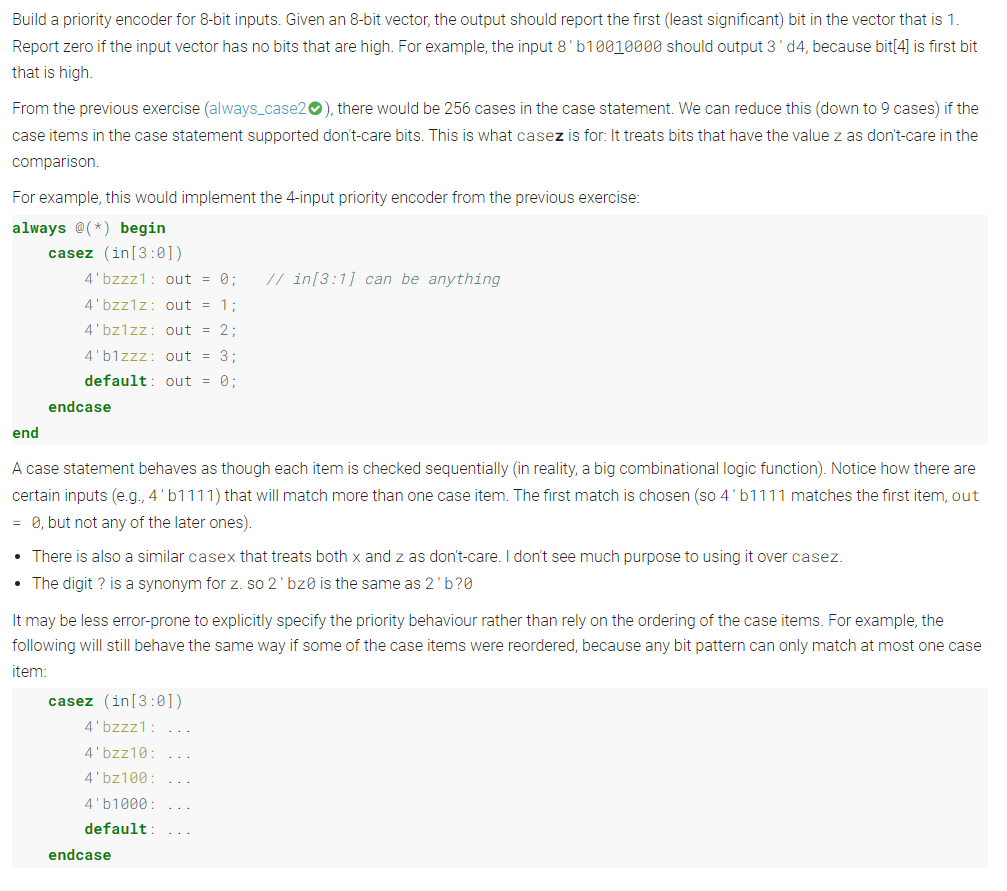 Build a priority encoder for 8-bit inputs. Given an 8-bit vector, the output should report the first (least significant) bit in the vector that is 1.
Report zero if the input vector has no bits that are high. For example, the input 8'b10010000 should output 3'd4, because bit[4] is first bit
that is high.
From the previous exercise (always_case2), there would be 256 cases in the case statement. We can reduce this (down to 9 cases) if the
case items in the case statement supported don't-care bits. This is what casez is for: It treats bits that have the value z as don't-care in the
comparison.
For example, this would implement the 4-input priority encoder from the previous exercise:
always @(*) begin
    casez (in[3:0])
        4'bzzz1: out = 0;   // in[3:1] can be anything
        4'bzz1z: out = 1;
        4'bz1zz: out = 2;
        4'b1zzz: out = 3;
        default: out = 0;
    endcase
end
A case statement behaves as though each item is checked sequentially (in reality, a big combinational logic function). Notice how there are
certain inputs (e.g., 4'b1111) that will match more than one case item. The first match is chosen (so 4'b1111 matches the first item, out
= 0, but not any of the later ones).
• There is also a similar casex that treats both x and z as don't-care. I don't see much purpose to using it over casez.
• The digit ? is a synonym for z. so 2'bz0 is the same as 2'b?0
It may be less error-prone to explicitly specify the priority behaviour rather than rely on the ordering of the case items. For example, the
following will still behave the same way if some of the case items were reordered, because any bit pattern can only match at most one case
item:
    casez (in[3:0])
        4'bzzz1: ...
        4'bzz10: ...
        4'bz100: ...
        4'b1000: ...
        default: ...
    endcase